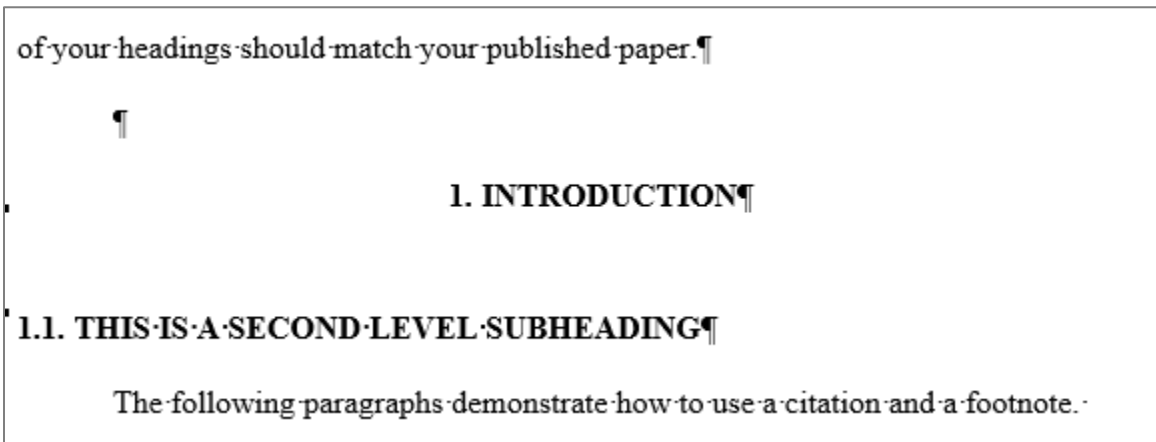 of·your·headings·should·match·your·published·paper.¶
¶
1. INTRODUCTION¶
1.1. THIS·IS·A·SECOND·LEVEL·SUBHEADING¶
The·following·paragraphs·demonstrate·how·to·use·a·citation·and·a·footnote.·